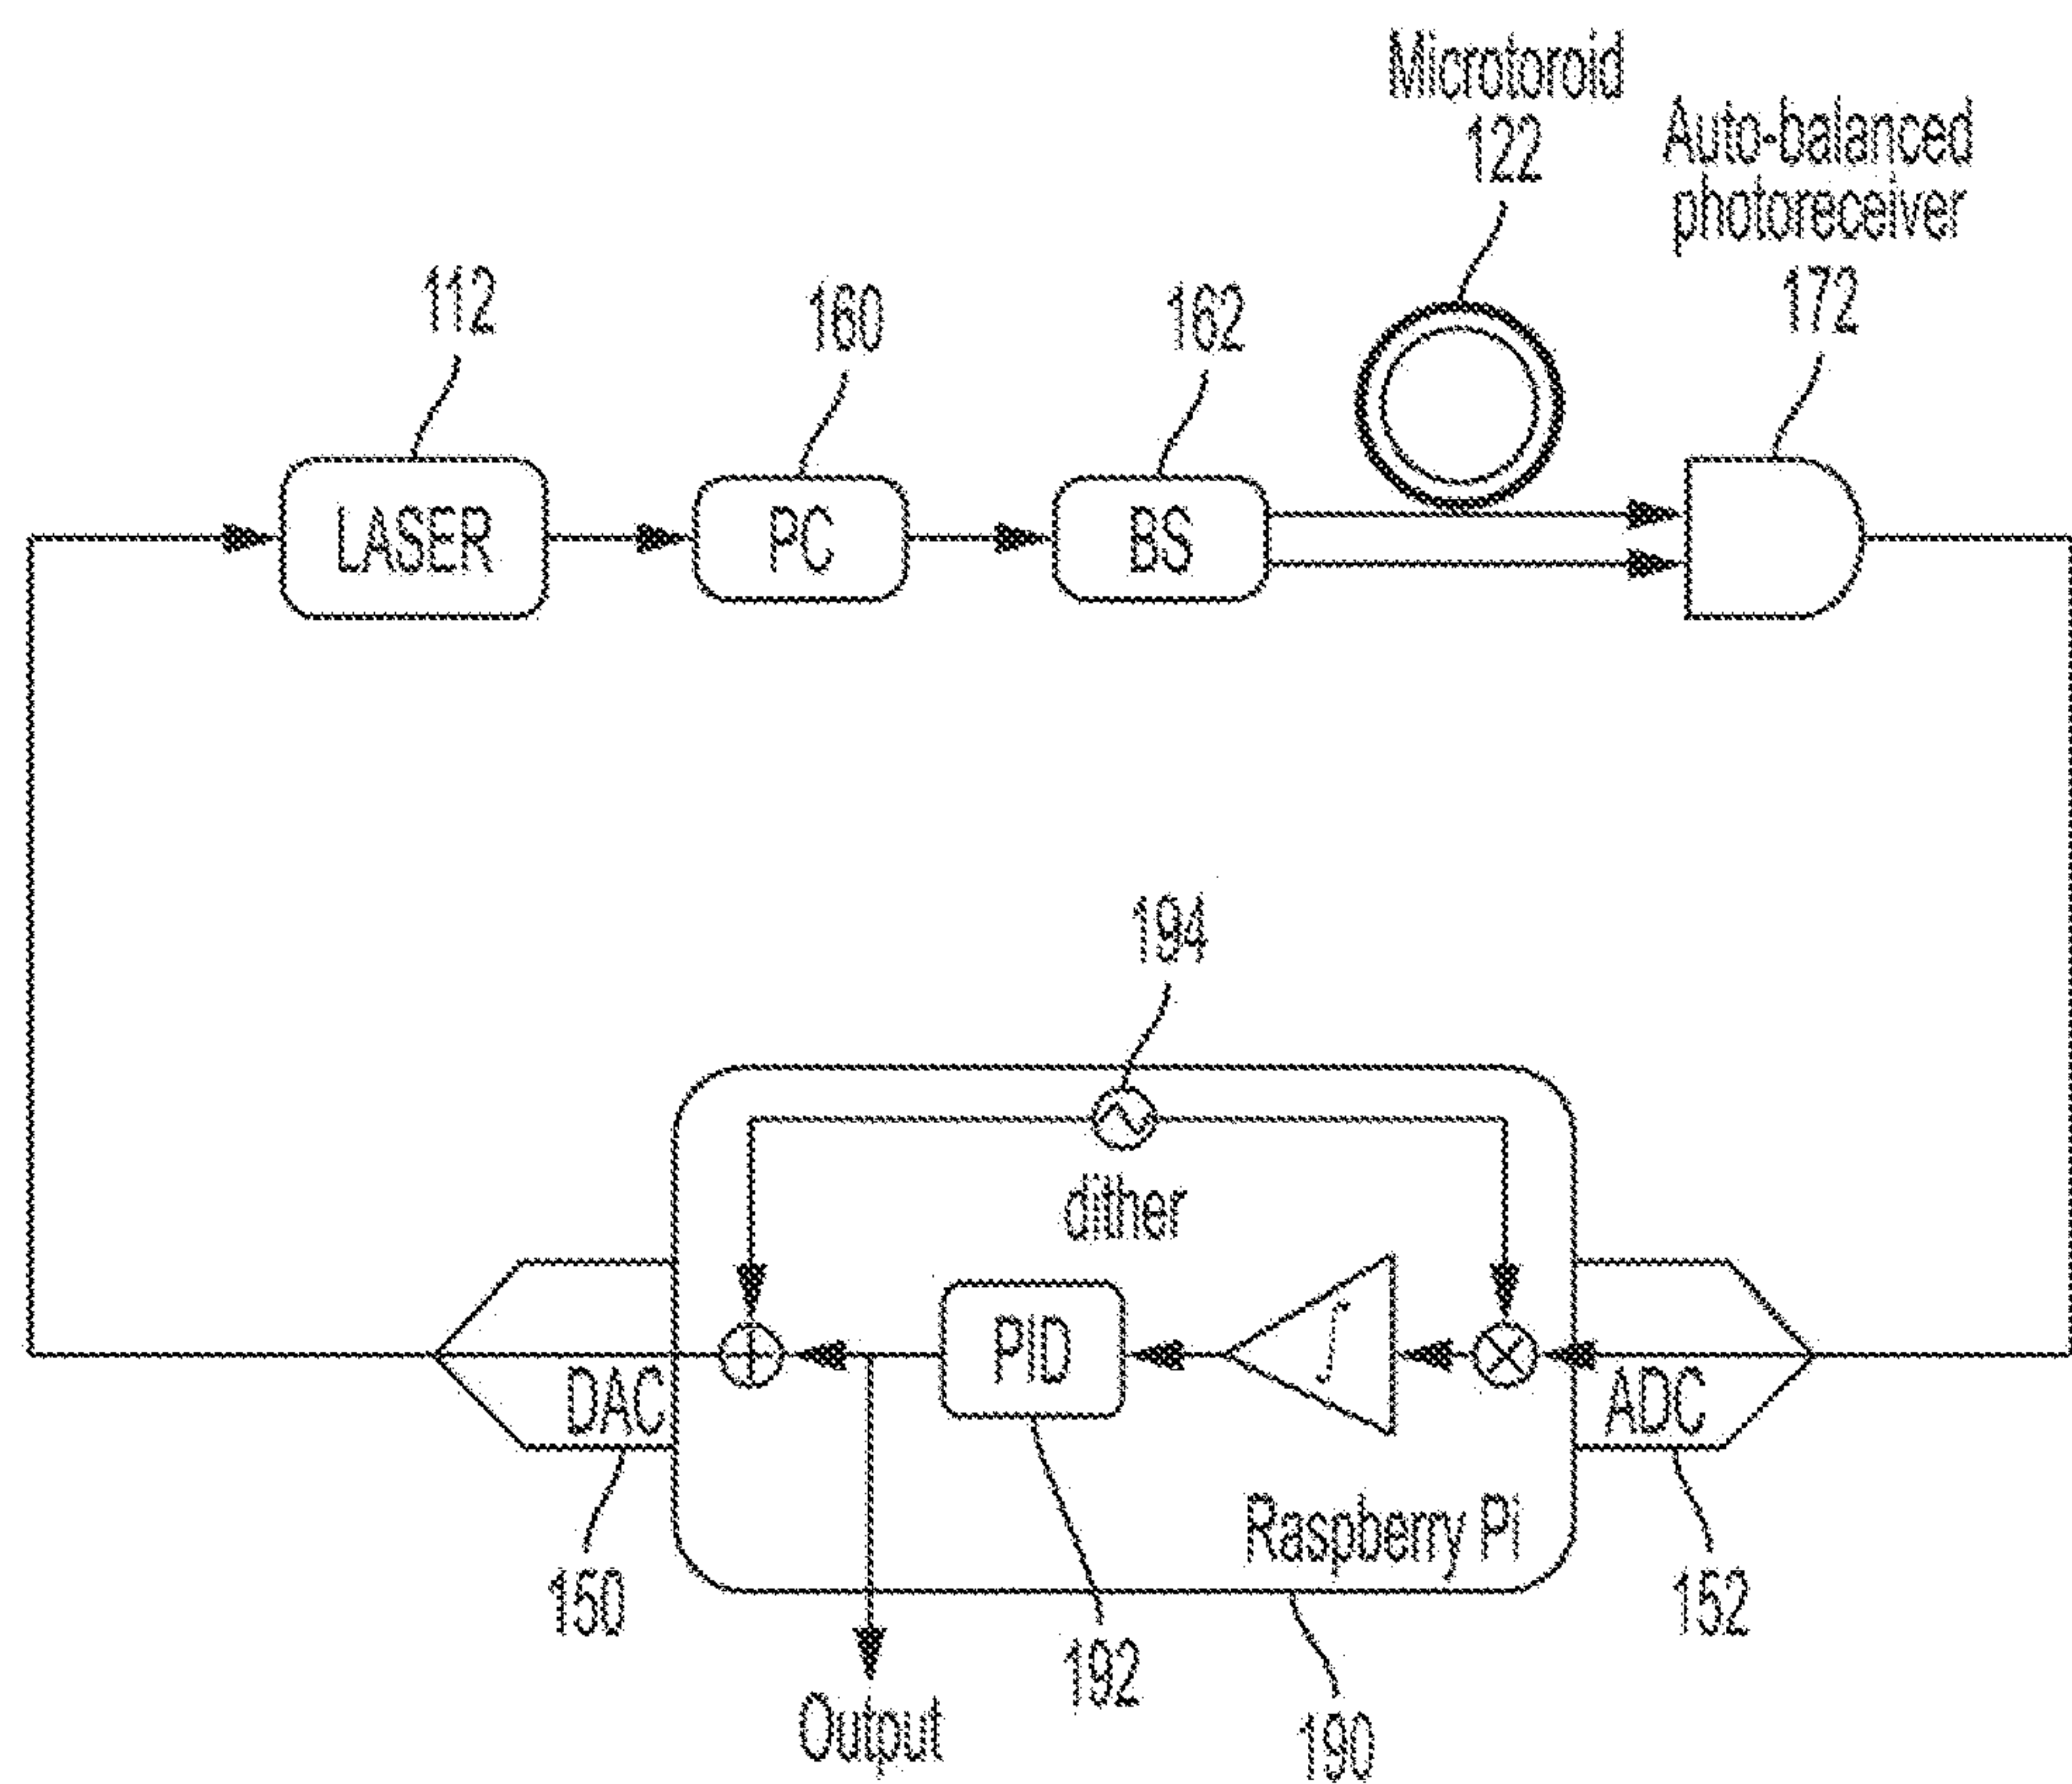 Microtoroid
122
Auto-balanced
photoreceiver
172
112
160
162
LASER
PC
BS
194
dither
PID
∫
DAC
ADC
Raspberry Pi
150
152
192
190
Output